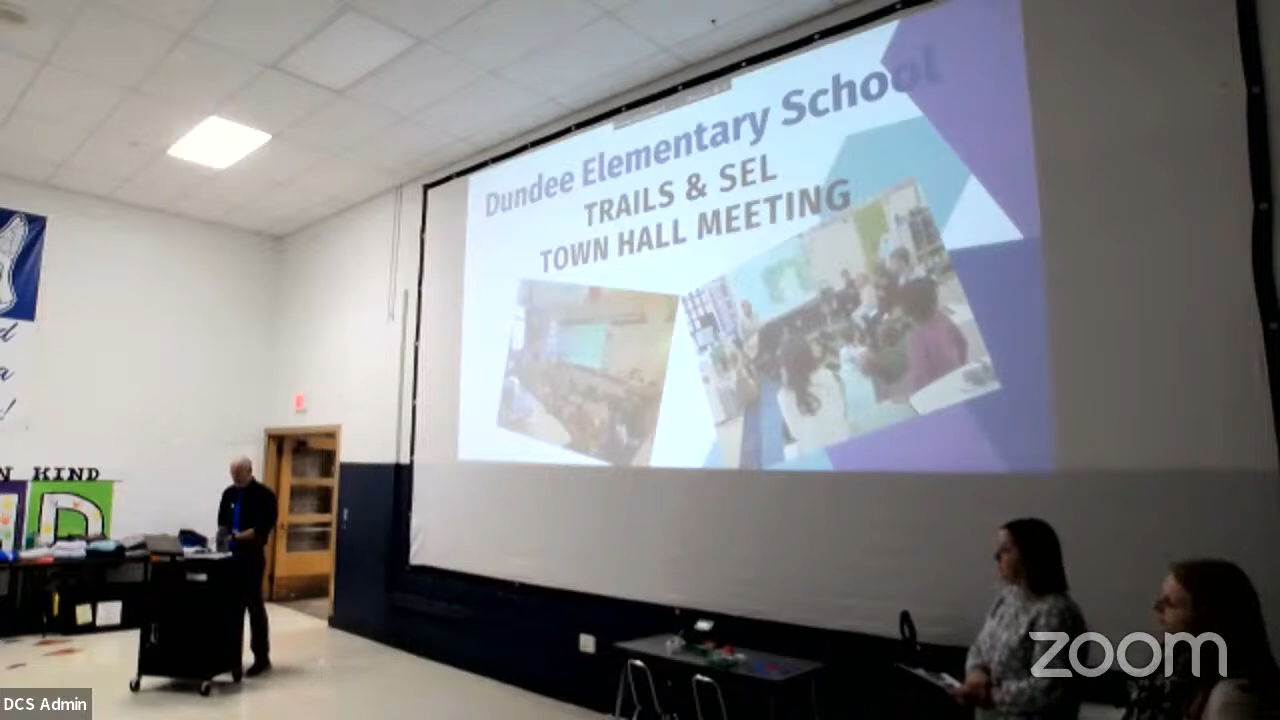 Dundee Elementary School
TRAILS & SEL
TOWN HALL MEETING
N KIND
D
zoom
DCS Admin